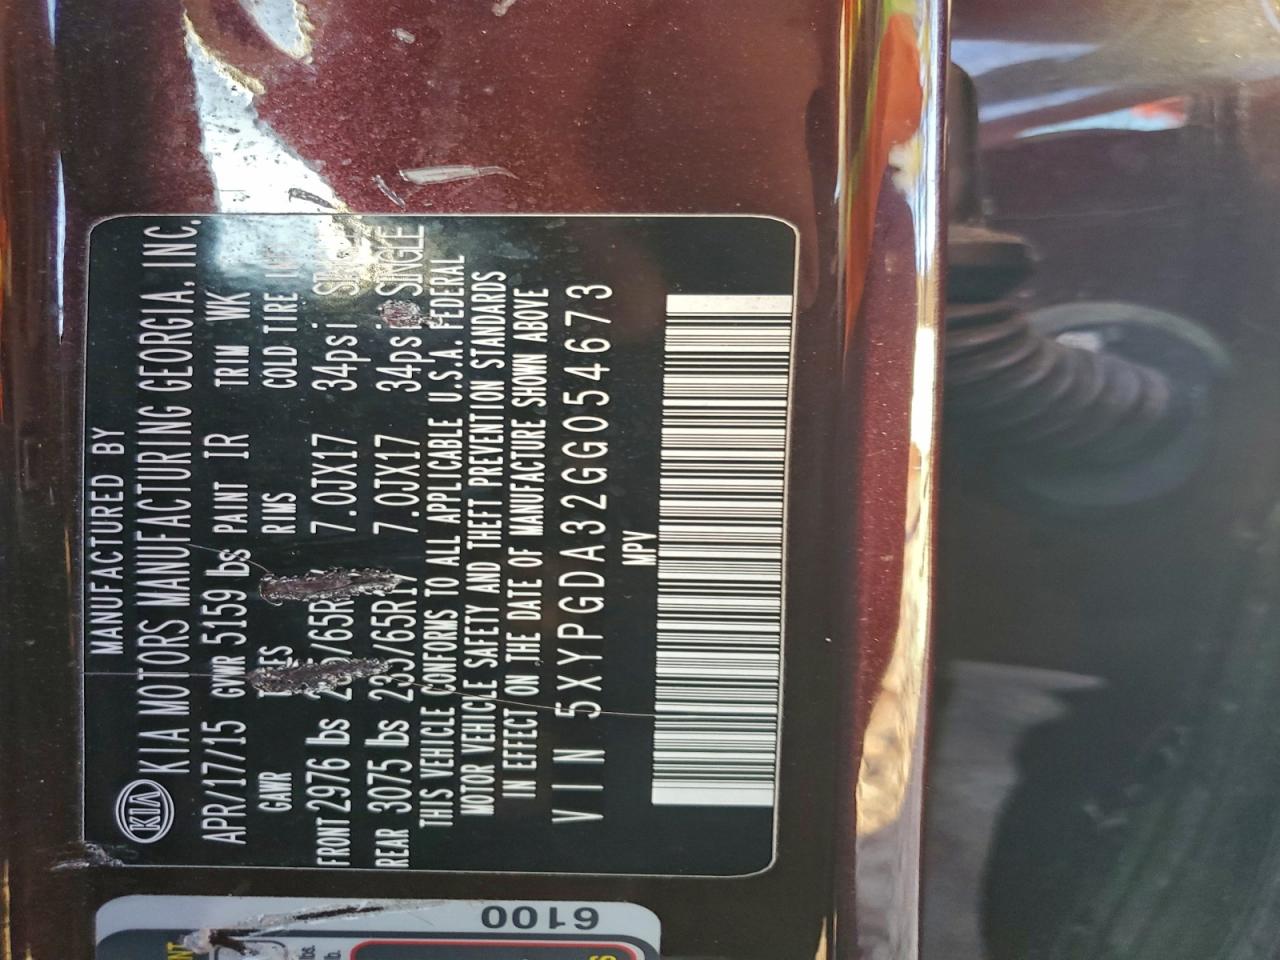 MANUFACTURED BY
KIA KIA MOTORS MANUFACTURING GEORGIA, INC.
APR/17/15 GVWR 5159 lbs PAINT IR TRIM WK
GAWR RIMS COLD TIRE
FRONT 2976 lbs 7.0JX17 34psi
REAR 3075 lbs 235/65R17 7.0JX17 34psi SINGLE
THIS VEHICLE CONFORMS TO ALL APPLICABLE U.S.A. FEDERAL
MOTOR VEHICLE SAFETY AND THEFT PREVENTION STANDARDS
IN EFFECT ON THE DATE OF MANUFACTURE SHOWN ABOVE
VIN 5XYPGDA32GG054673
MPV
6100